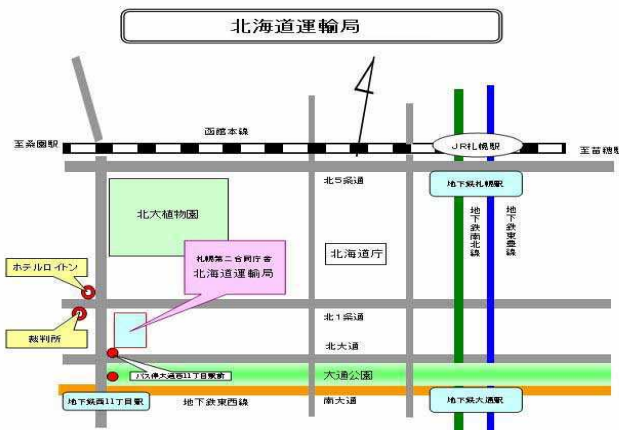 北海道運輸局
函館本線
至桑園駅
JR札幌駅
至苗穂駅
北5条通
地下鉄札幌駅
北大植物園
札幌第二合同庁舎
北海道運輸局
北海道庁
地下鉄南北線
地下鉄東豊線
ホテルロイトン
裁判所
北1条通
北大通
バス停大通西11丁目駅前
大通公園
地下鉄西11丁目駅
地下鉄東西線
南大通
地下鉄大通駅